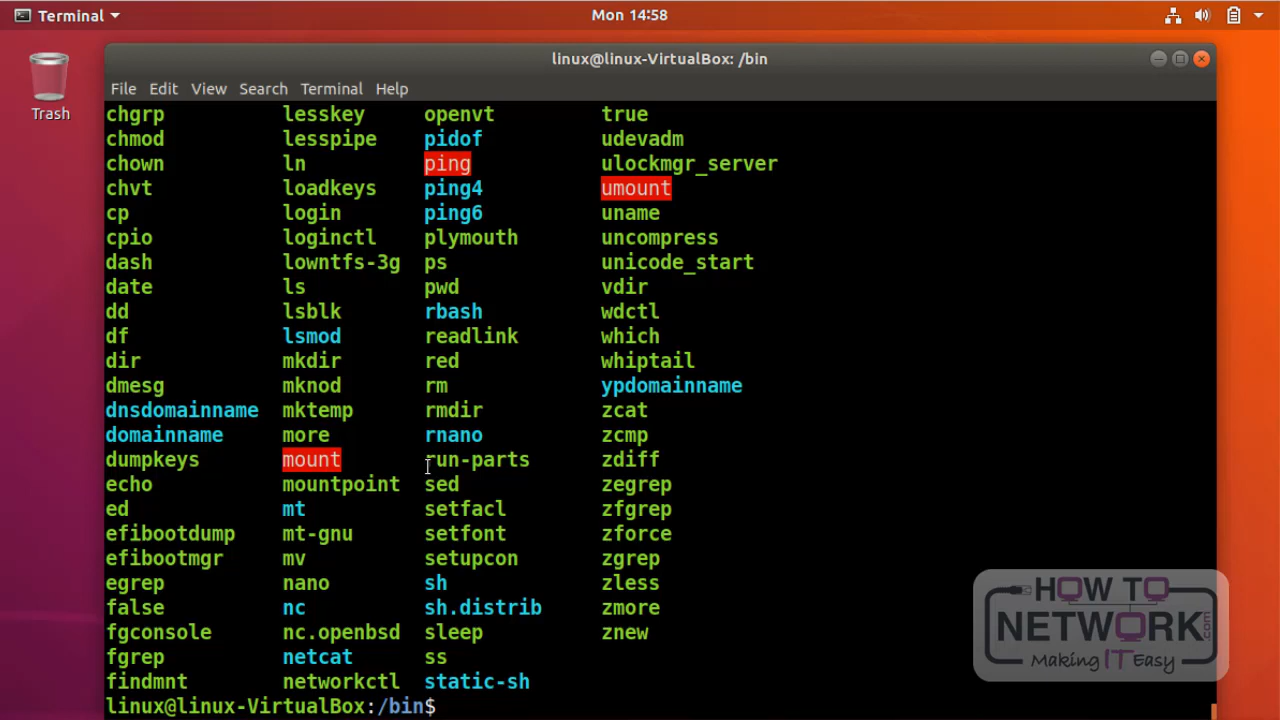 Terminal Mon 14:58
Trash
linux@linux-VirtualBox: /bin
File Edit View Search Terminal Help
chgrp lesskey openvt true
chmod lesspipe pidof udevadm
chown ln ping ulockmgr_server
chvt loadkeys ping4 umount
cp login ping6 uname
cpio loginctl plymouth uncompress
dash lowntfs-3g ps unicode_start
date ls pwd vdir
dd lsblk rbash wdctl
df lsmod readlink which
dir mkdir red whiptail
dmesg mknod rm ypdomainname
dnsdomainname mktemp rmdir zcat
domainname more rnano zcmp
dumpkeys mount run-parts zdiff
echo mountpoint sed zegrep
ed mt setfacl zfgrep
efibootdump mt-gnu setfont zforce
efibootmgr mv setupcon zgrep
egrep nano sh zless
false nc sh.distrib zmore
fgconsole nc.openbsd sleep znew
fgrep netcat ss
findmnt networkctl static-sh
linux@linux-VirtualBox:/bin$
HOW TO
NETWORK.com
Making IT Easy